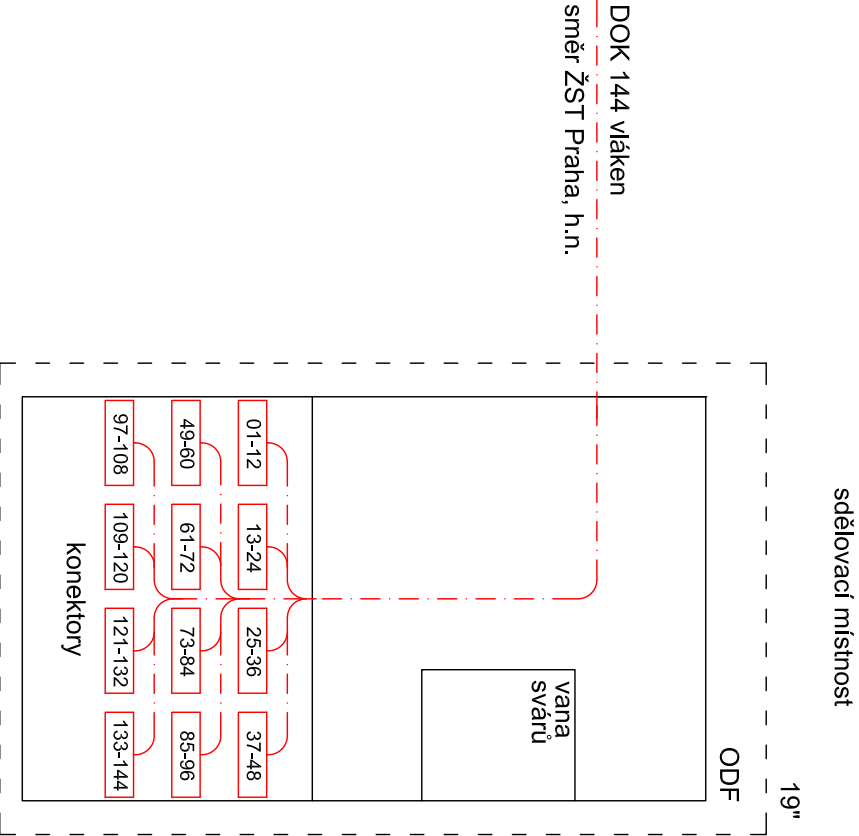 sdělovací místnost
19"
ODF
DOK 144 vláken
směr ŽST Praha, h.n.
vana
svárů
01-12 13-24 25-36 37-48
49-60 61-72 73-84 85-96
97-108 109-120 121-132 133-144
konektory